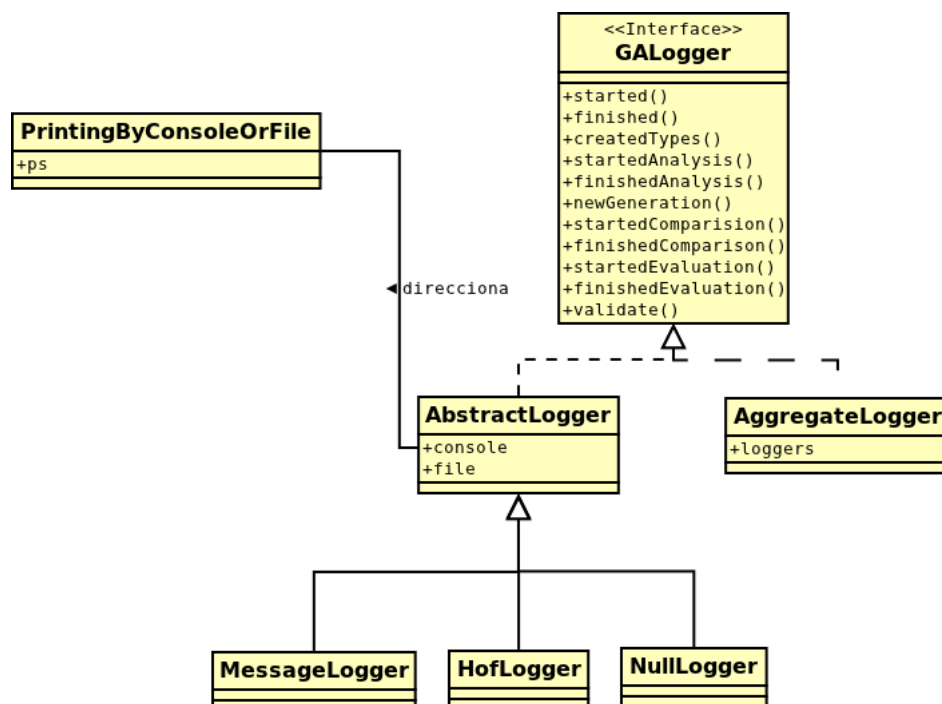 <<Interface>>
GALogger
+started()
+finished()
+createdTypes()
+startedAnalysis()
+finishedAnalysis()
+newGeneration()
+startedComparision()
+finishedComparison()
+startedEvaluation()
+finishedEvaluation()
+validate()
PrintingByConsoleOrFile
+ps
direcciona
AbstractLogger
+console
+file
AggregateLogger
+loggers
MessageLogger
HofLogger
NullLogger